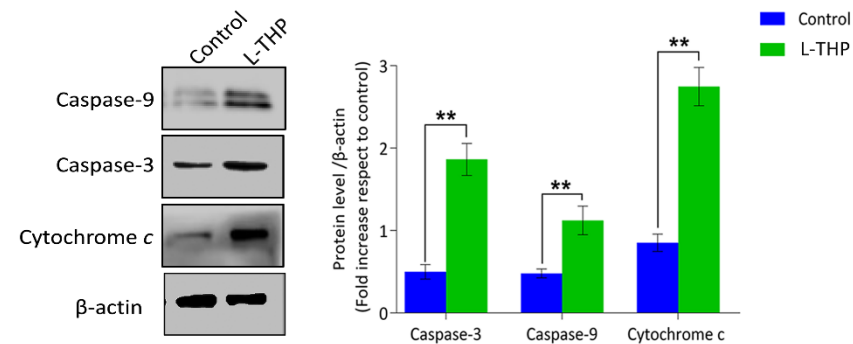 Control
L-THP
Caspase-9
Caspase-3
Cytochrome c
β-actin
Protein level /β-actin
(Fold increase respect to control)
3
2
1
0
**
**
**
Caspase-3
Caspase-9
Cytochrome c
Control
L-THP